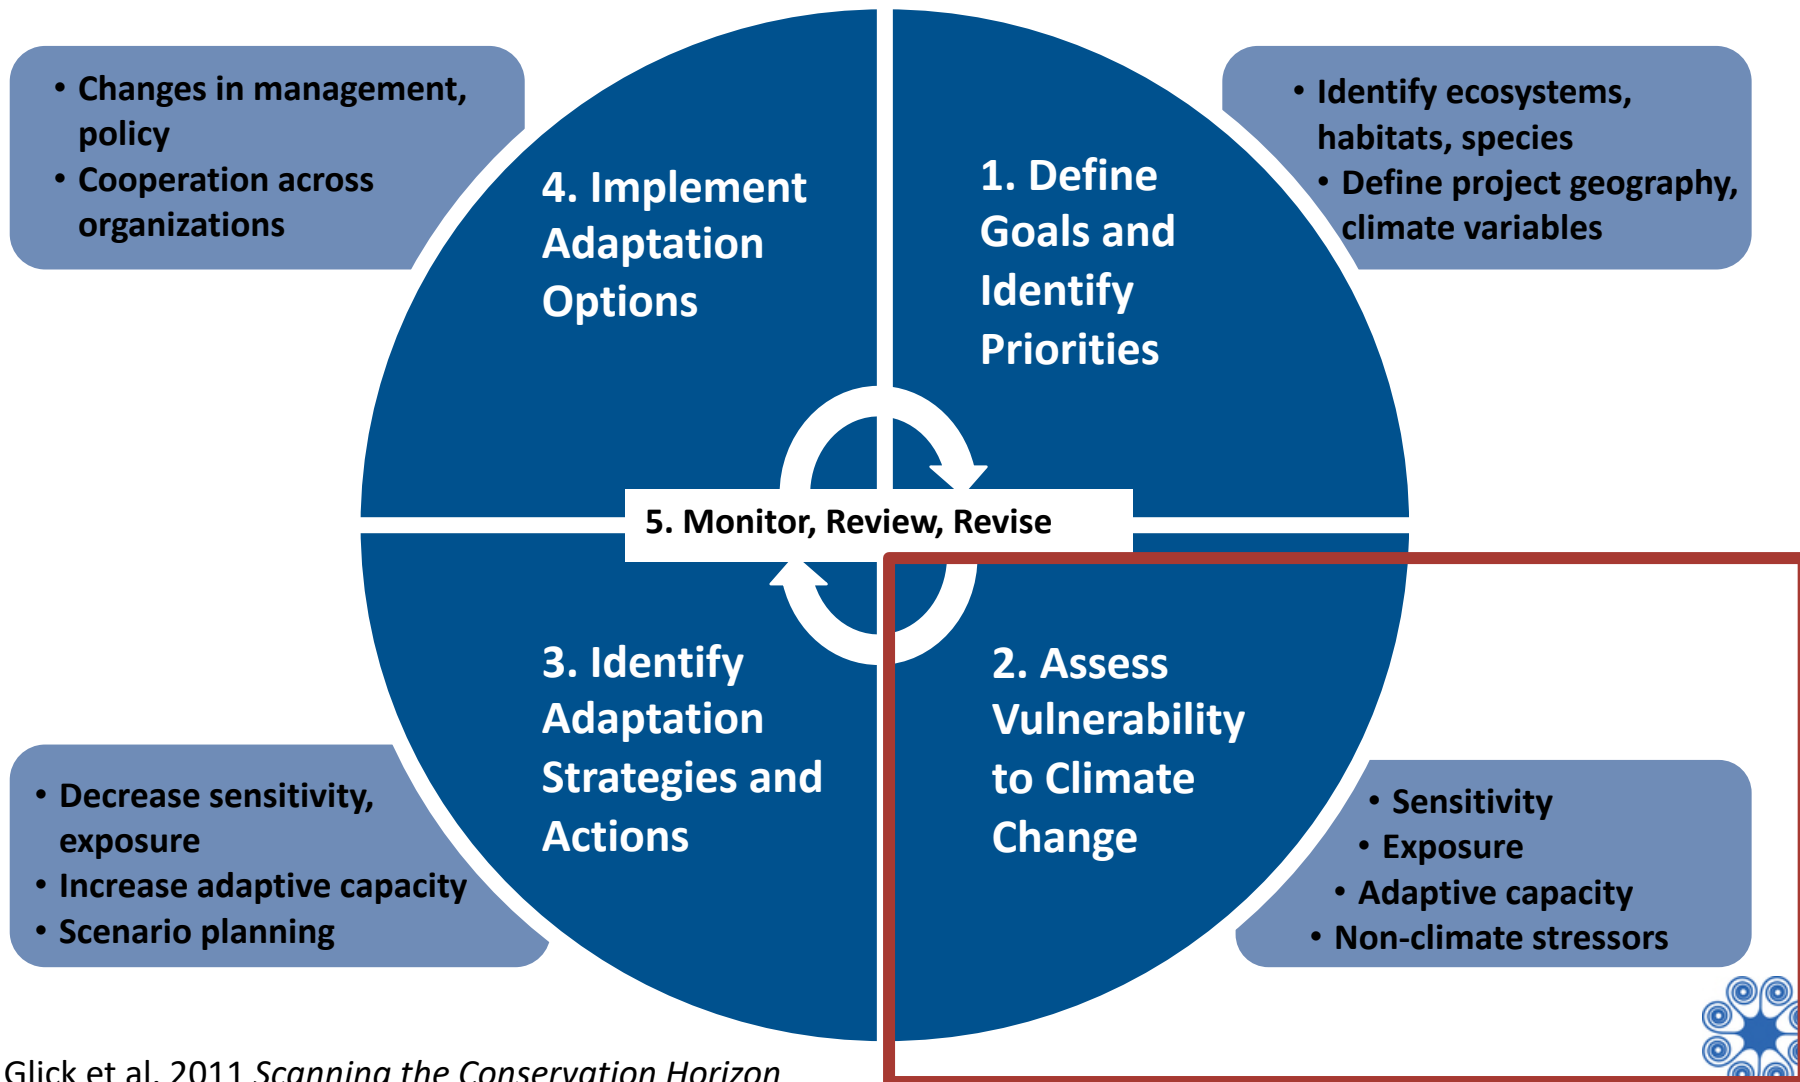 • Changes in management,
policy
• Cooperation across
organizations
4. Implement
Adaptation
Options
1. Define
Goals and
Identify
Priorities
• Identify ecosystems,
habitats, species
• Define project geography,
climate variables
5. Monitor, Review, Revise
• Decrease sensitivity,
exposure
• Increase adaptive capacity
• Scenario planning
3. Identify
Adaptation
Strategies and
Actions
2. Assess
Vulnerability
to Climate
Change
• Sensitivity
• Exposure
• Adaptive capacity
• Non-climate stressors
Glick et al. 2011 Scanning the Conservation Horizon